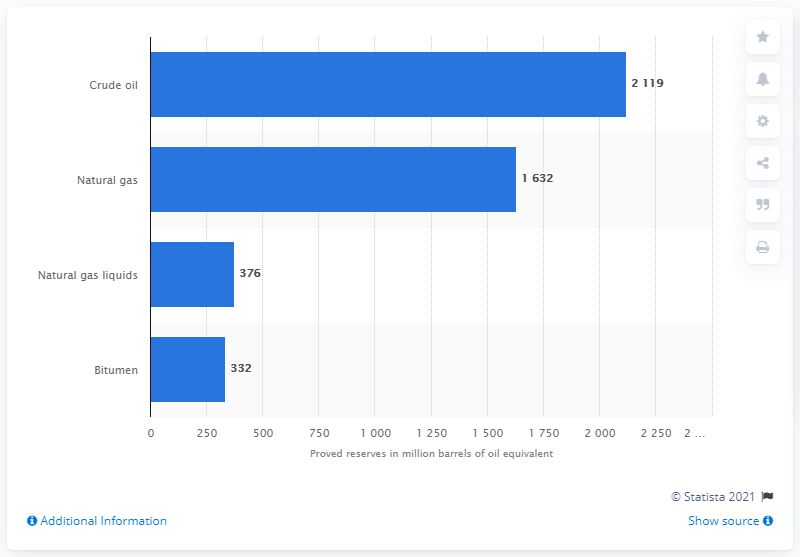 Crude oil 2 119
Natural gas 1 632
Natural gas liquids 376
Bitumen 332
0 250 500 750 1 000 1 250 1 500 1 750 2 000 2 250 2 ...
Proved reserves in million barrels of oil equivalent
© Statista 2021
Additional Information Show source